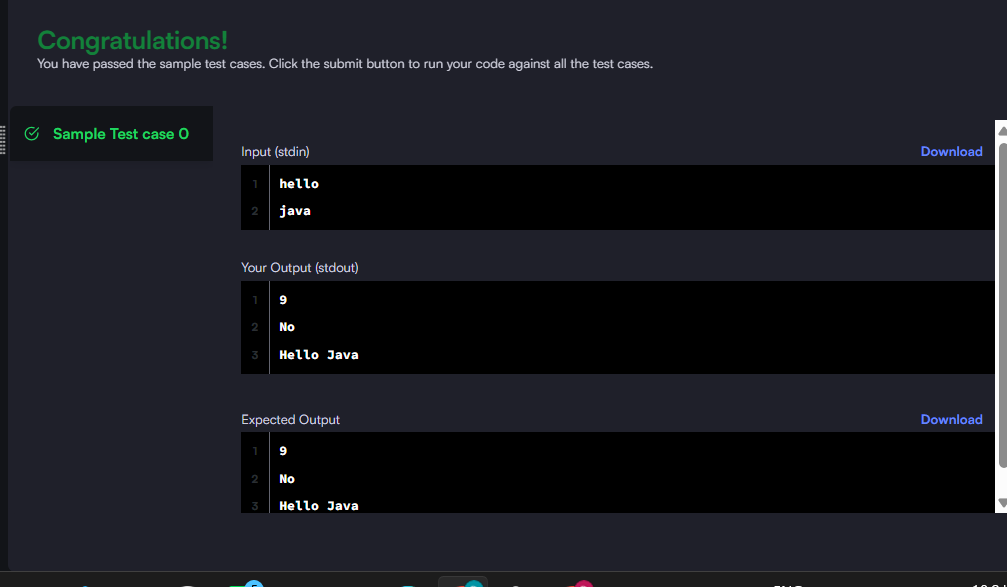 Congratulations!
You have passed the sample test cases. Click the submit button to run your code against all the test cases.
Sample Test case 0
Input (stdin)
Download
1 hello
2 java
Your Output (stdout)
1 9
2 No
3 Hello Java
Expected Output
Download
1 9
2 No
3 Hello Java